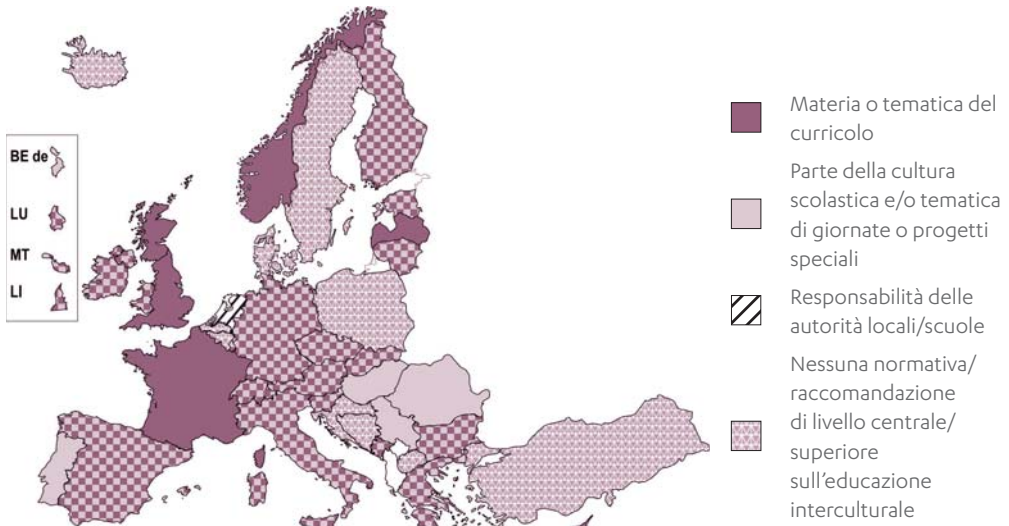 BE de
LU
MT
LI
Materia o tematica del
curricolo
Parte della cultura
scolastica e/o tematica
di giornate o progetti
speciali
Responsabilità delle
autorità locali/scuole
Nessuna normativa/
raccomandazione
di livello centrale/
superiore
sull'educazione
interculturale